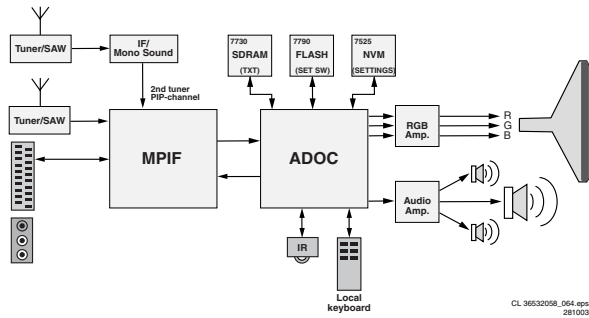 Tuner/SAW
IF/
Mono Sound
7730
SDRAM
(TXT)
7790
FLASH
(SET SW)
7525
NVM
(SETTINGS)
2nd tuner
PIP-channel
Tuner/SAW
MPIF
ADOC
RGB
Amp.
R
G
B
Audio
Amp.
IR
Local
keyboard
CL 36532058_064.eps
281003